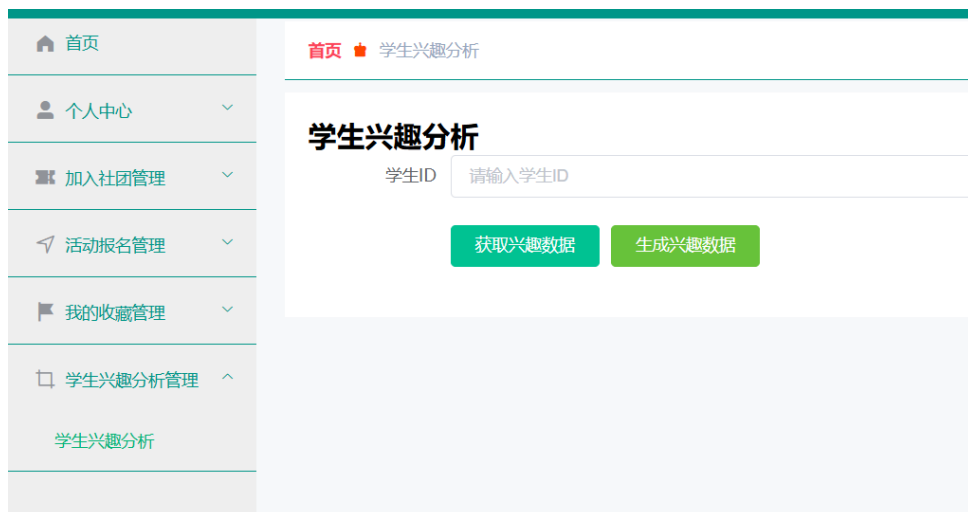 首页
个人中心
加入社团管理
活动报名管理
我的收藏管理
学生兴趣分析管理
学生兴趣分析
首页 学生兴趣分析
学生兴趣分析
学生ID 请输入学生ID
获取兴趣数据 生成兴趣数据